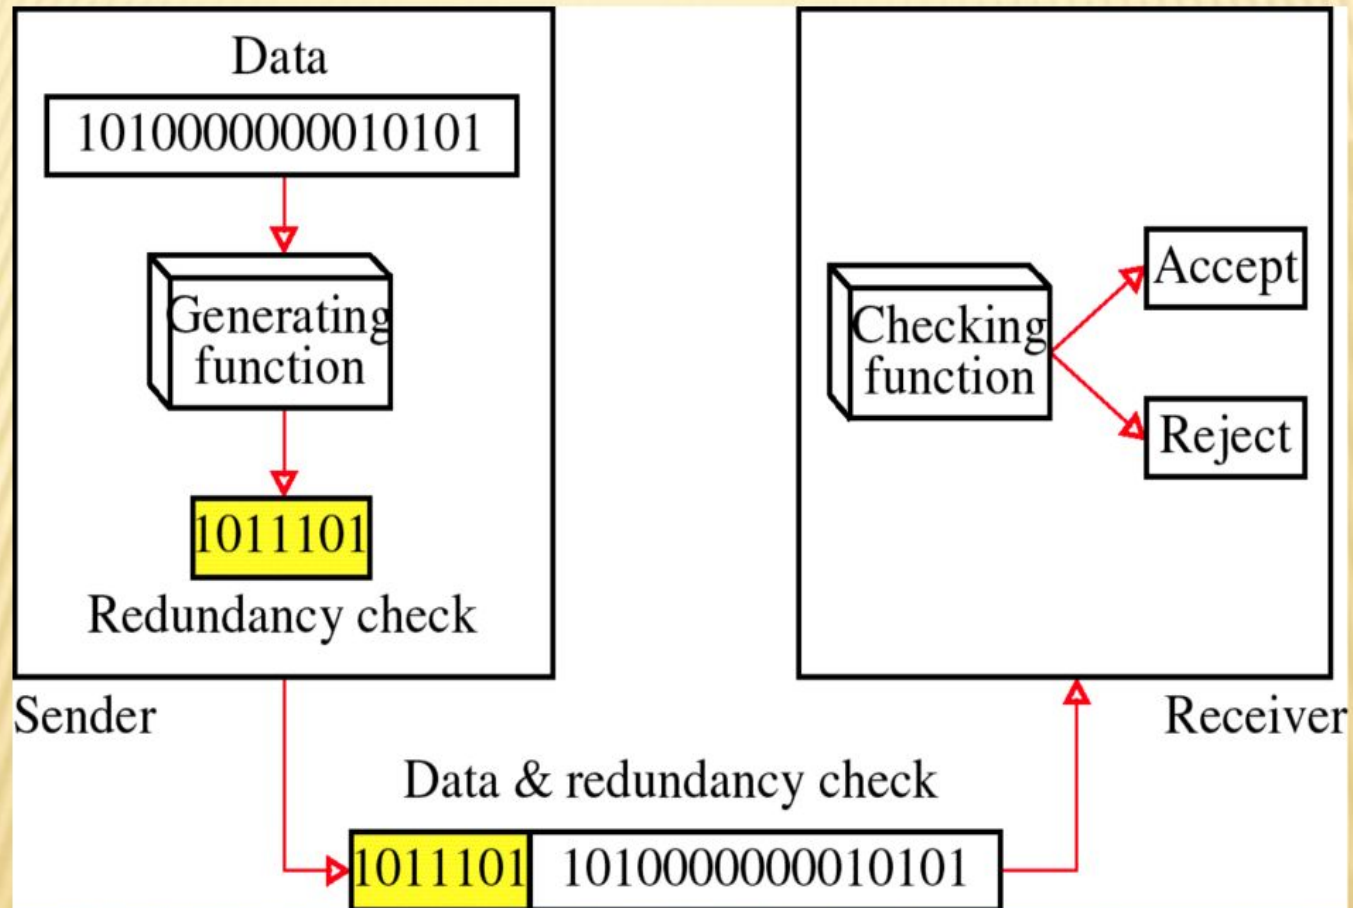 Data
1010000000010101
Generating
function
1011101
Redundancy check
Sender
Checking
function
Accept
Reject
Receiver
Data & redundancy check
1011101 1010000000010101